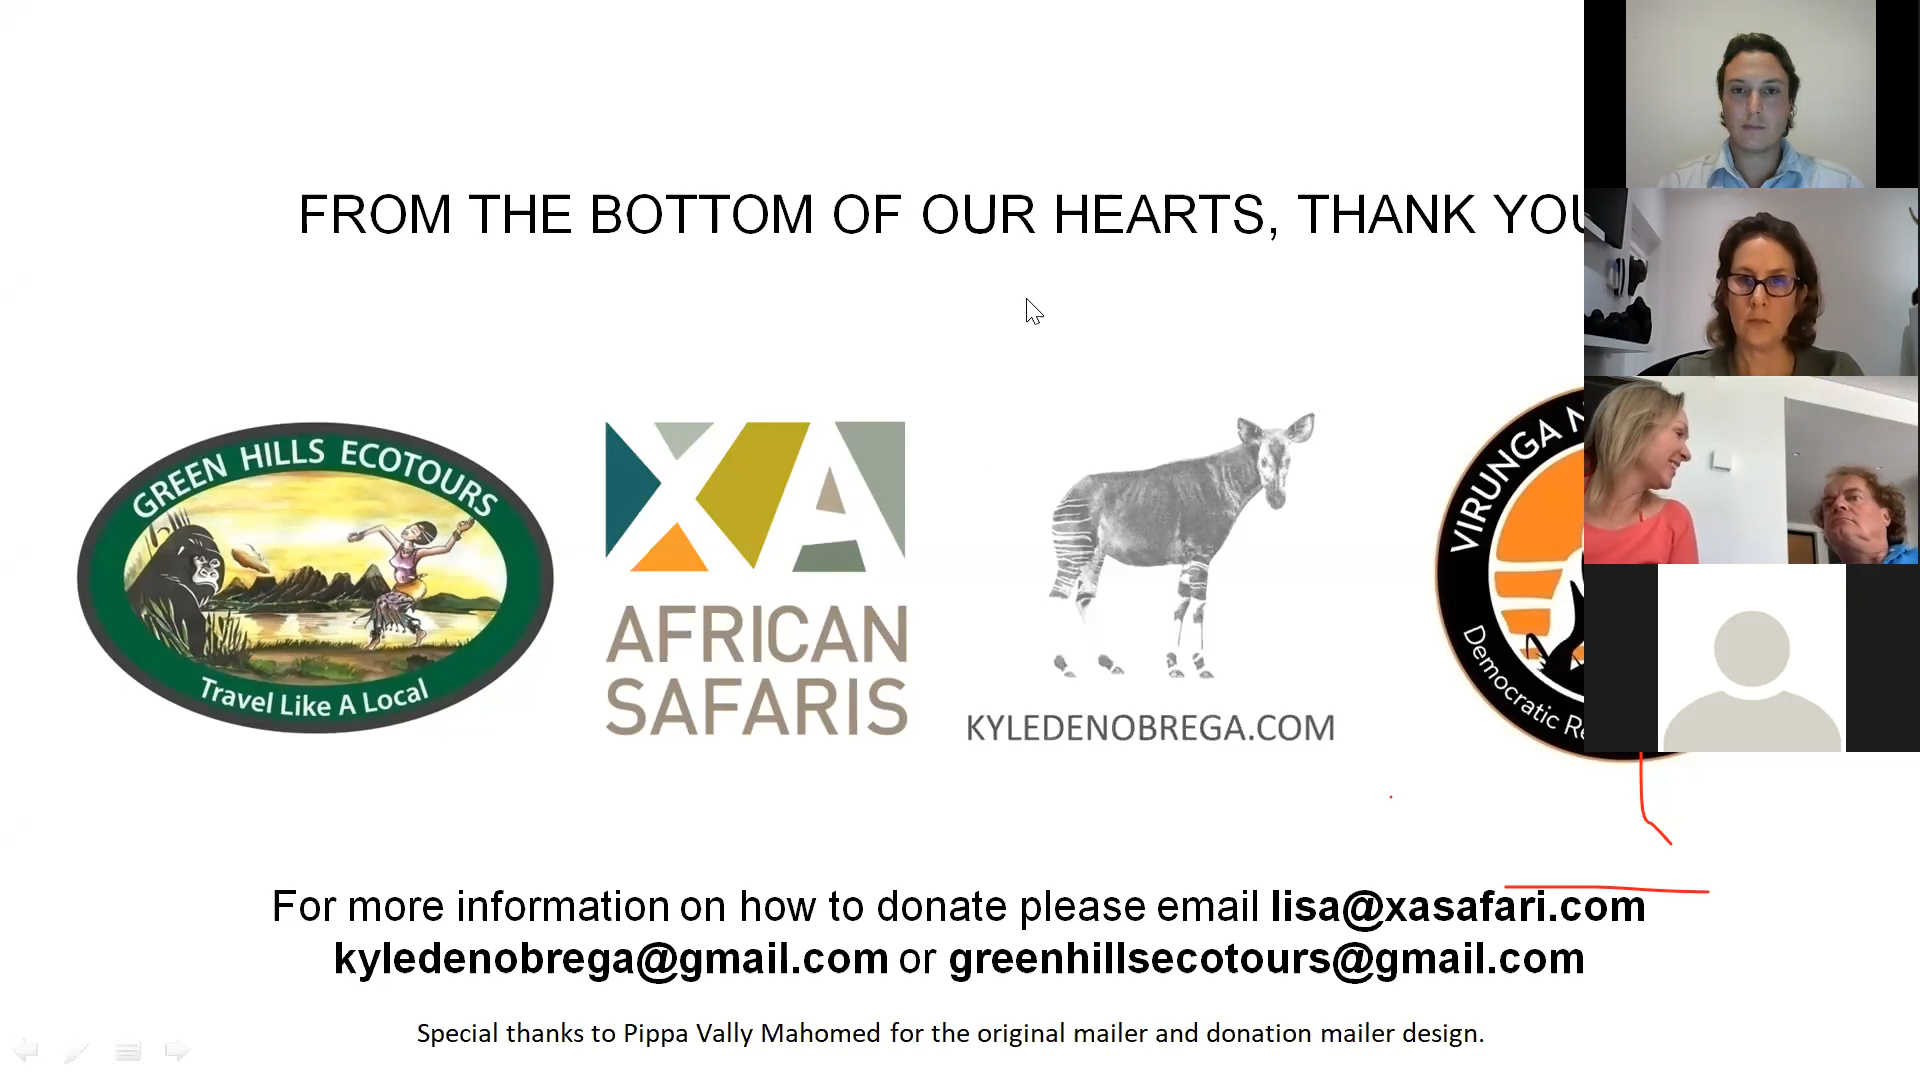 FROM THE BOTTOM OF OUR HEARTS, THANK YOU
GREEN HILLS ECOTOURS
Travel Like A Local
XA
AFRICAN
SAFARIS
KYLEDENOBREGA.COM
VIRUNGA
Democratic
For more information on how to donate please email lisa@xasafari.com
kyledenobrega@gmail.com or greenhillsecotours@gmail.com
Special thanks to Pippa Vally Mahomed for the original mailer and donation mailer design.